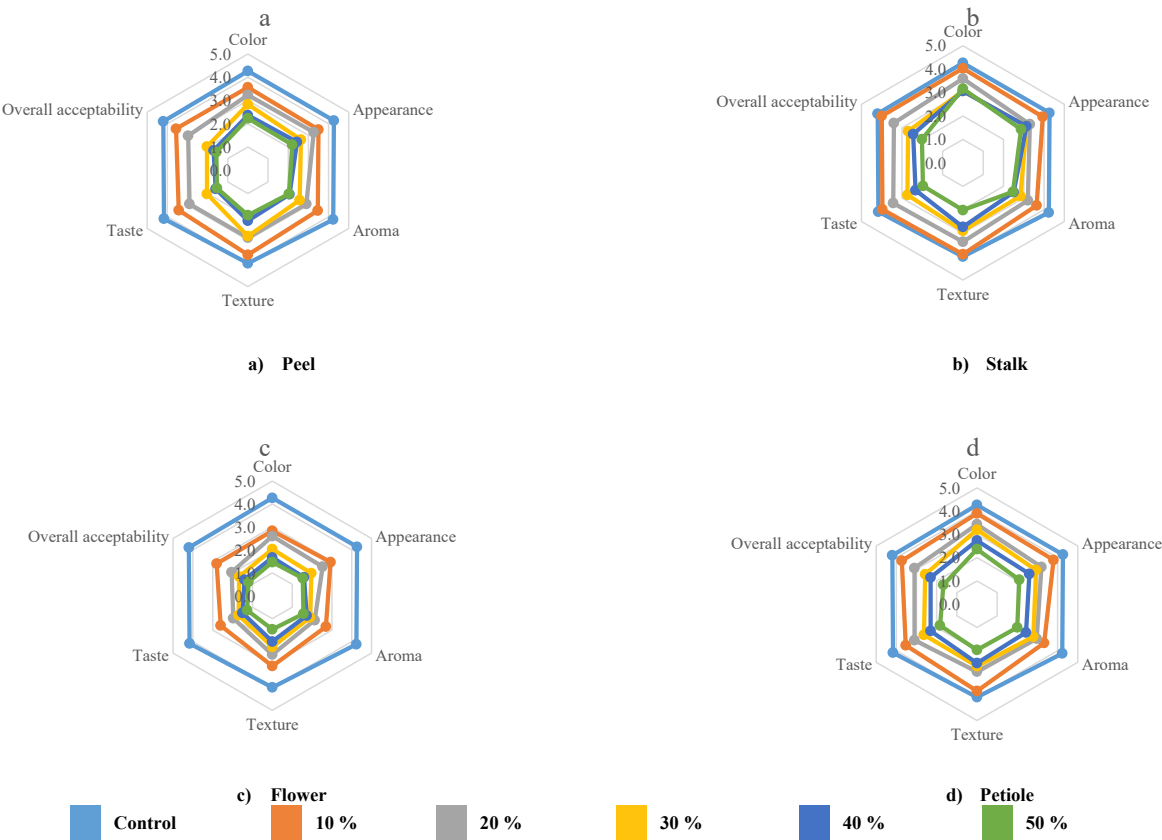 a
Color
5.0
4.0
3.0
2.0
1.0
0.0
Overall acceptability
Appearance
Taste
Aroma
Texture
a) Peel
b
Color
5.0
4.0
3.0
2.0
1.0
0.0
Overall acceptability
Appearance
Taste
Aroma
Texture
b) Stalk
c
Color
5.0
4.0
3.0
2.0
1.0
0.0
Overall acceptability
Appearance
Taste
Aroma
Texture
c) Flower
d
Color
5.0
4.0
3.0
2.0
1.0
0.0
Overall acceptability
Appearance
Taste
Aroma
Texture
d) Petiole
Control
10 %
20 %
30 %
40 %
50 %